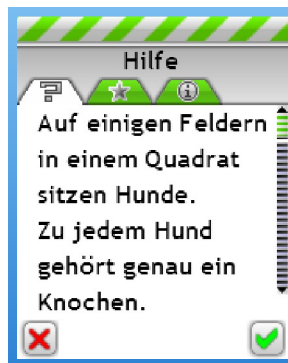 Hilfe
Auf einigen Feldern
in einem Quadrat
sitzen Hunde.
Zu jedem Hund
gehört genau ein
Knochen.